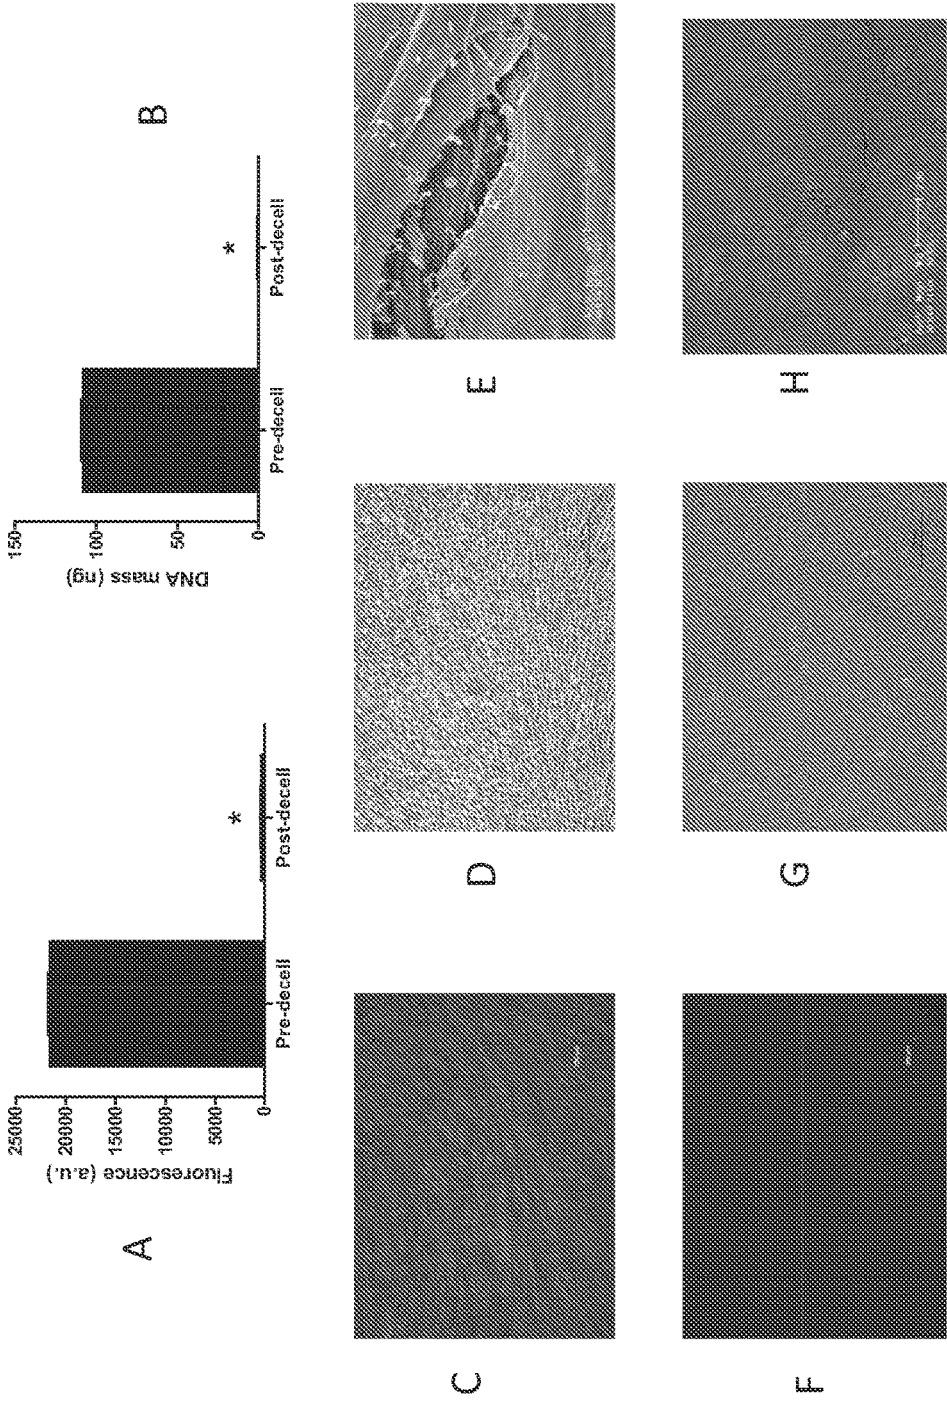 A
Fluorescence (a.u.)
25000
20000
15000
10000
5000
0
Pre-decell
Post-decell
*
B
DNA mass (ng)
150
100
50
0
Pre-decell
Post-decell
*
C
D
E
F
G
H